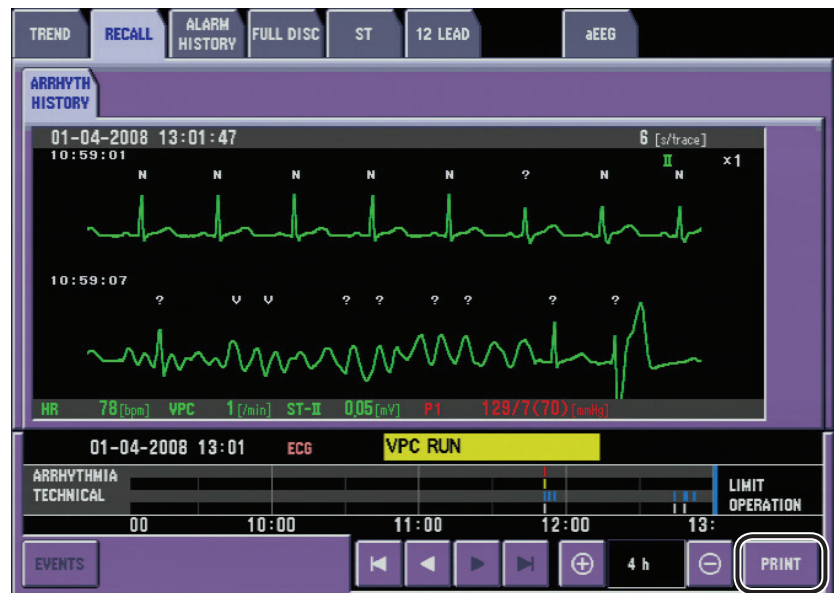 TREND RECALL ALARM HISTORY FULL DISC ST 12 LEAD aEEG
ARRHYTH
HISTORY
01-04-2008 13:01:47 6 [s/trace]
10:59:01 II ×1
N N N N N ? N N
10:59:07
? V V ? ? ? ? ? ?
HR 78[bpm] VPC 1[/min] ST-II 0.05[mV] P1 129/7(70)[mmHg]
01-04-2008 13:01 ECG VPC RUN
ARRHYTHMIA
TECHNICAL
LIMIT
OPERATION
00 10:00 11:00 12:00 13:
EVENTS 4 h PRINT